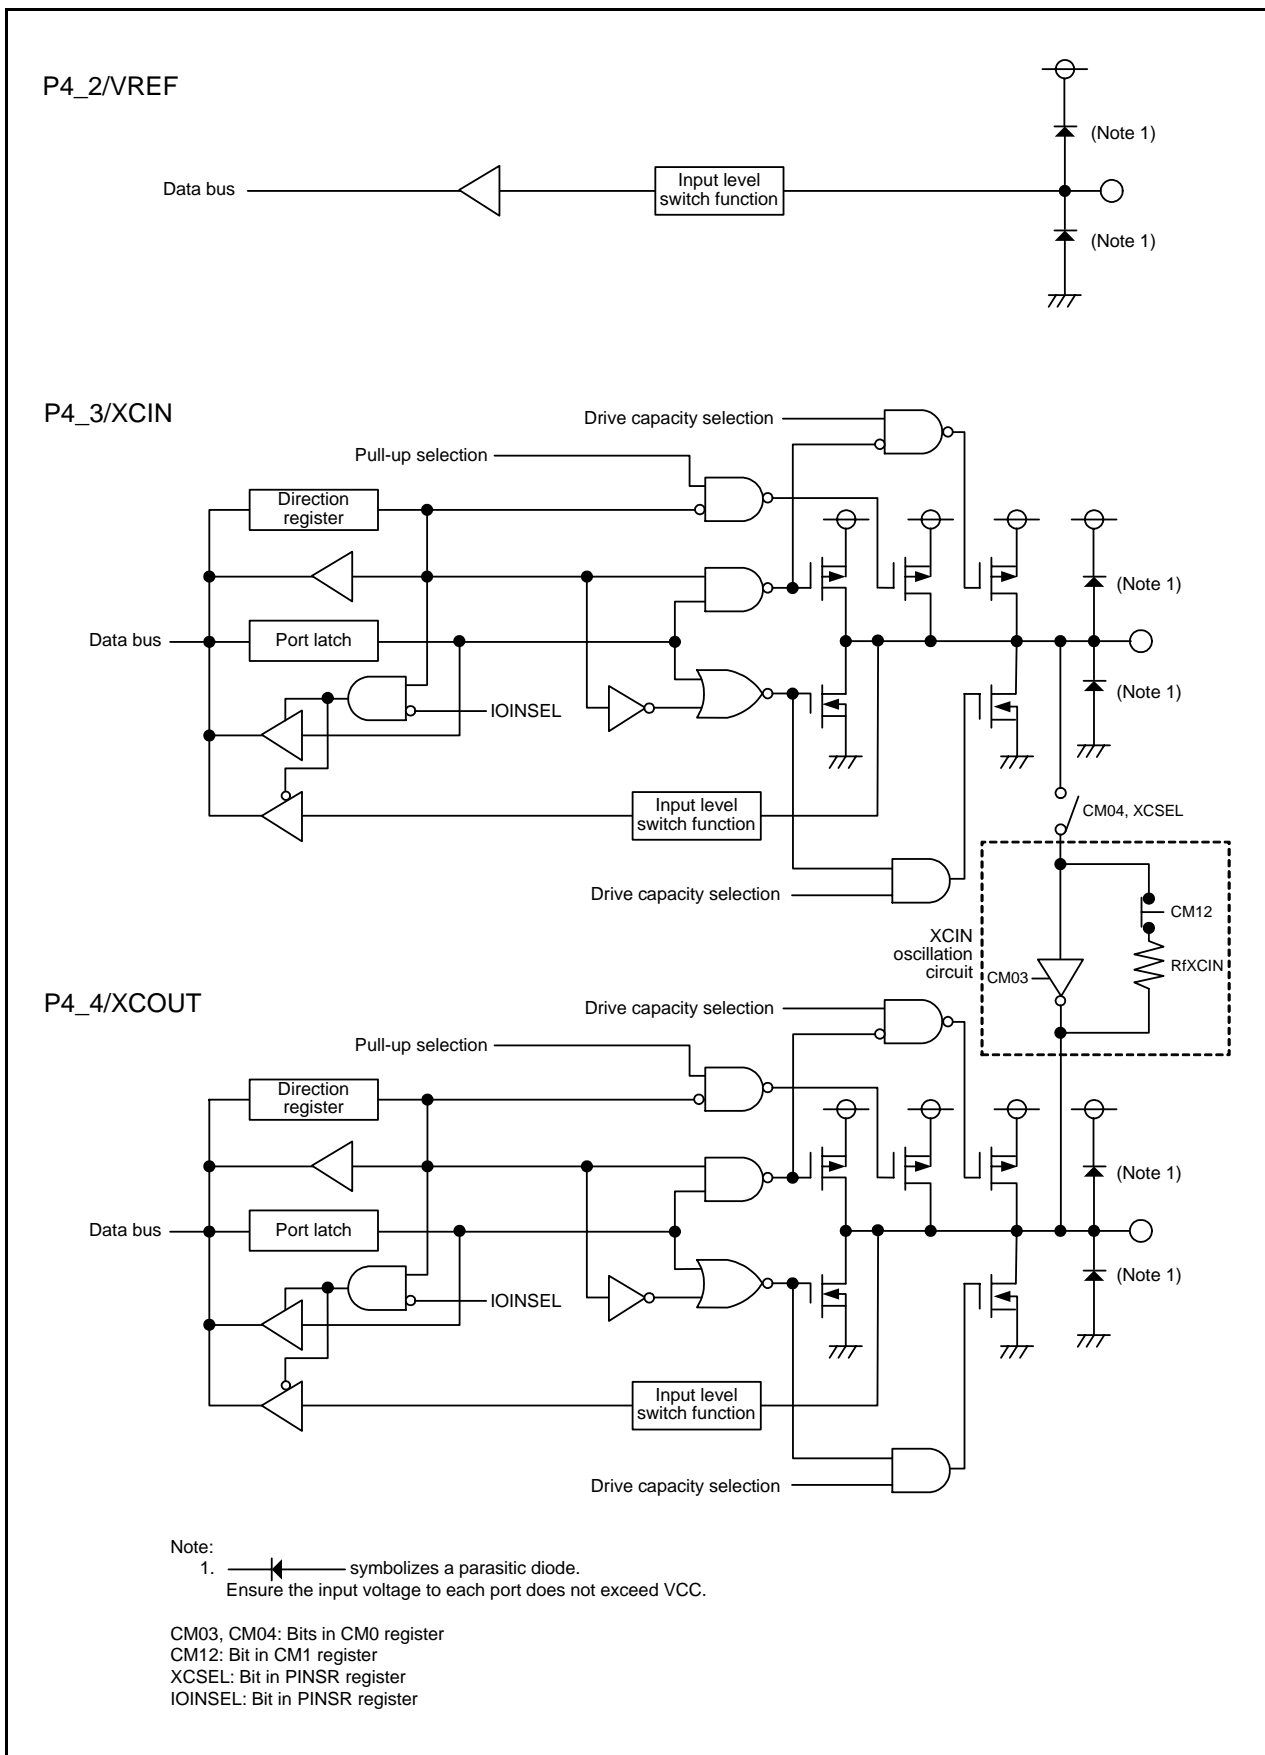 P4_2/VREF
(Note 1)
Data bus
Input level
switch function
(Note 1)
P4_3/XCIN
Drive capacity selection
Pull-up selection
Direction
register
(Note 1)
Data bus
Port latch
(Note 1)
IOINSEL
Input level
switch function
CM04, XCSEL
Drive capacity selection
CM12
XCIN
oscillation
circuit
CM03
RfXCIN
P4_4/XCOUT
Drive capacity selection
Pull-up selection
Direction
register
(Note 1)
Data bus
Port latch
(Note 1)
IOINSEL
Input level
switch function
Drive capacity selection
Note:
1. symbolizes a parasitic diode.
Ensure the input voltage to each port does not exceed VCC.
CM03, CM04: Bits in CM0 register
CM12: Bit in CM1 register
XCSEL: Bit in PINSR register
IOINSEL: Bit in PINSR register